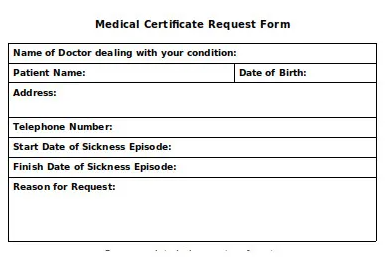 Medical Certificate Request Form
Name of Doctor dealing with your condition:
Patient Name: Date of Birth:
Address:
Telephone Number:
Start Date of Sickness Episode:
Finish Date of Sickness Episode:
Reason for Request: